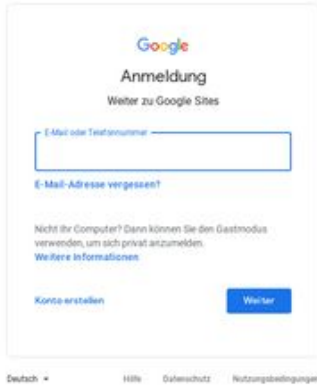 Google
Anmeldung
Weiter zu Google Sites
E-Mail oder Telefonnummer
E-Mail-Adresse vergessen?
Nicht Ihr Computer? Dann können Sie den Gastmodus
verwenden, um sich privat anzumelden.
Weitere Informationen
Konto erstellen
Weiter
Deutsch
Hilfe
Datenschutz
Nutzungsbedingungen